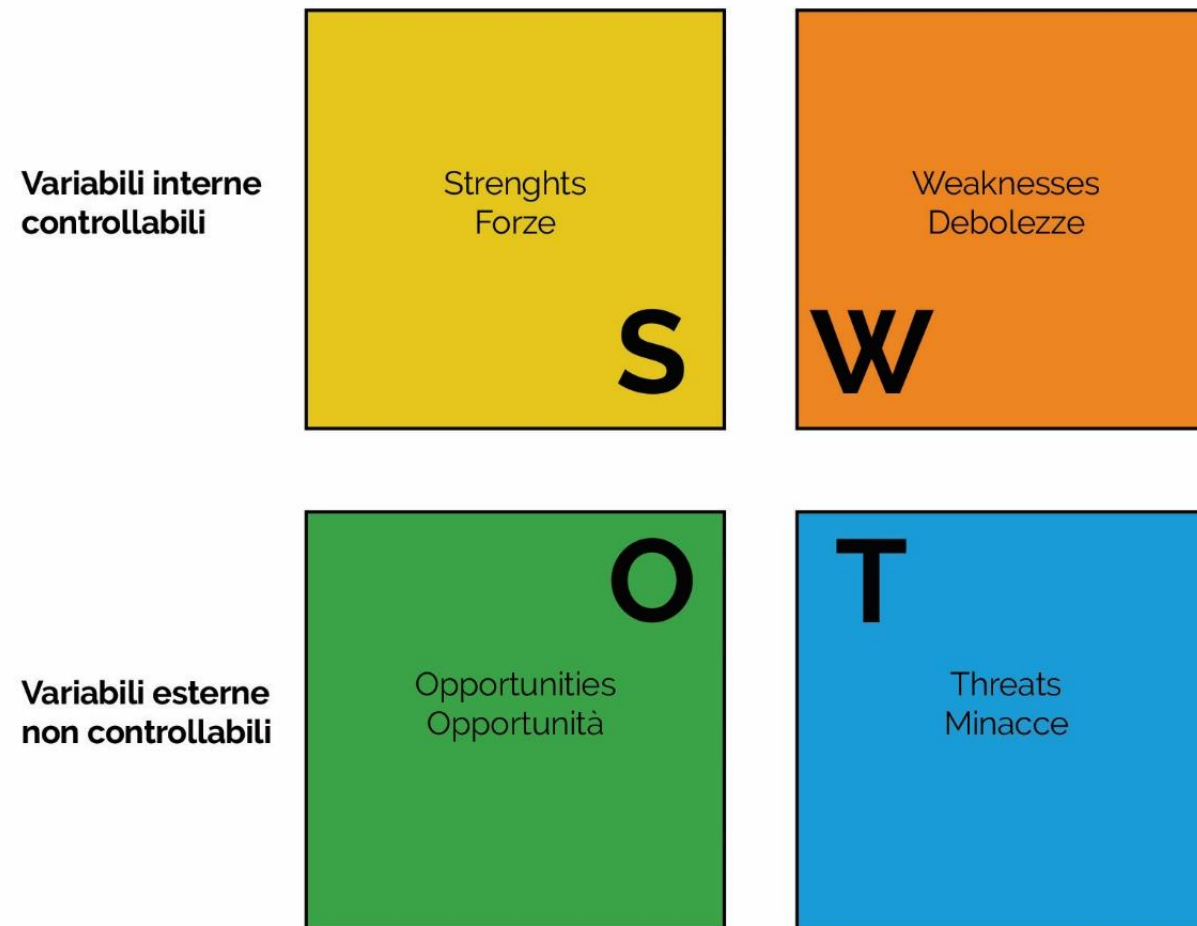 Variabili interne
controllabili
Strenghts
Forze
S
Weaknesses
Debolezze
W
Variabili esterne
non controllabili
O
Opportunities
Opportunità
T
Threats
Minacce